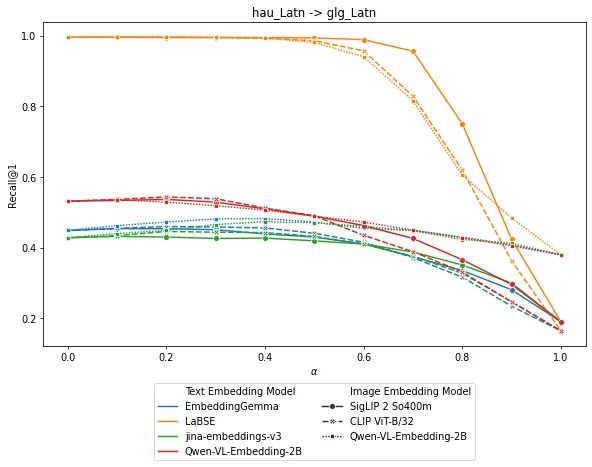 hau_Latn -> glg_Latn
Recall@1
1.0
0.8
0.6
0.4
0.2
0.0 0.2 0.4 0.6 0.8 1.0
α
Text Embedding Model
EmbeddingGemma
LaBSE
jina-embeddings-v3
Qwen-VL-Embedding-2B
Image Embedding Model
SigLIP 2 So400m
CLIP ViT-B/32
Qwen-VL-Embedding-2B